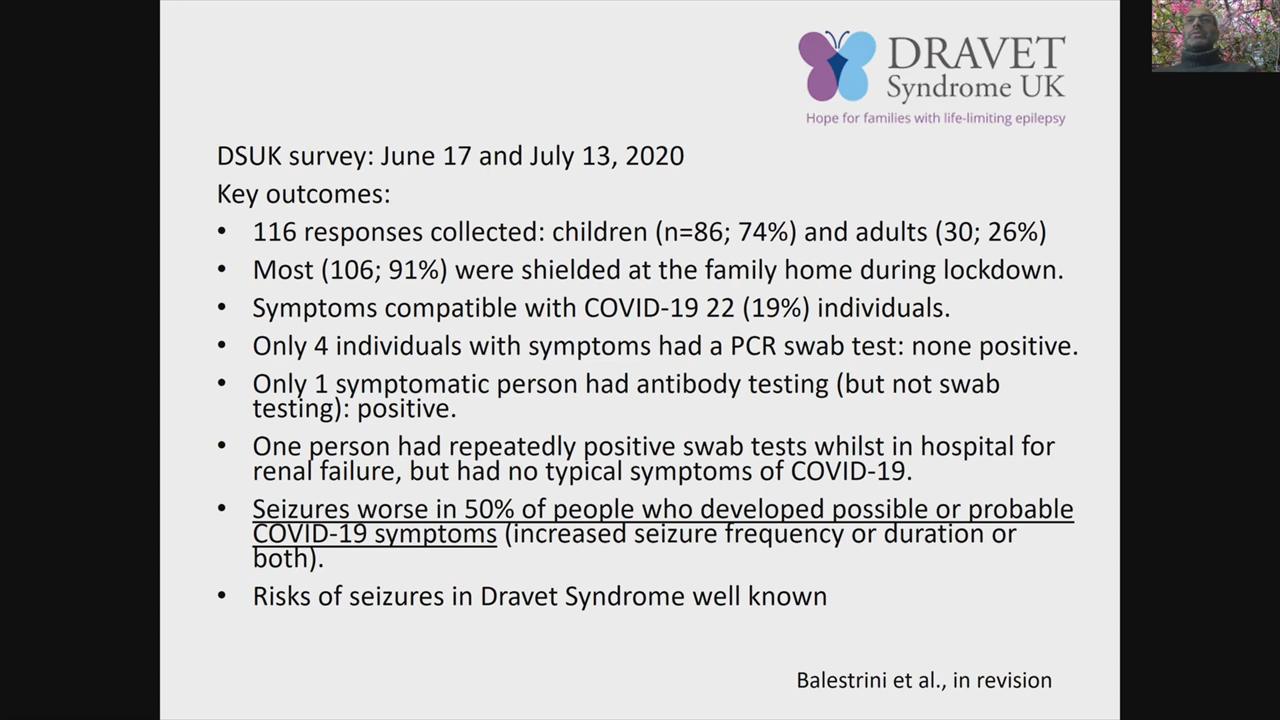 DRAVET
Syndrome UK
Hope for families with life-limiting epilepsy
DSUK survey: June 17 and July 13, 2020
Key outcomes:
• 116 responses collected: children (n=86; 74%) and adults (30; 26%)
• Most (106; 91%) were shielded at the family home during lockdown.
• Symptoms compatible with COVID-19 22 (19%) individuals.
• Only 4 individuals with symptoms had a PCR swab test: none positive.
• Only 1 symptomatic person had antibody testing (but not swab
testing): positive.
• One person had repeatedly positive swab tests whilst in hospital for
renal failure, but had no typical symptoms of COVID-19.
• Seizures worse in 50% of people who developed possible or probable
COVID-19 symptoms (increased seizure frequency or duration or
both).
• Risks of seizures in Dravet Syndrome well known
Balestrini et al., in revision